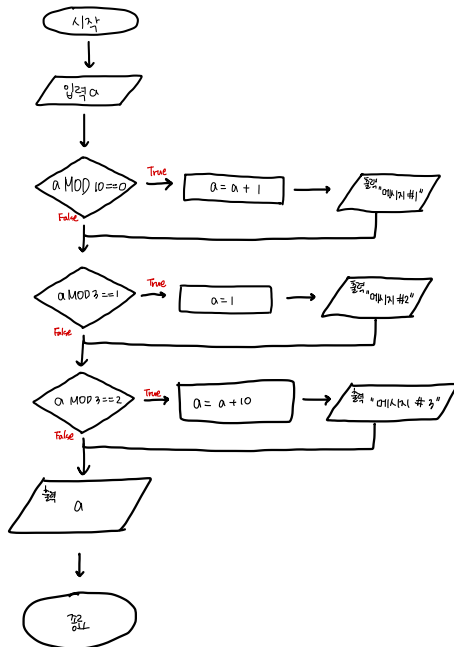 시작
입력 a
a MOD 10==0
True
a = a + 1
출력 "메시지 #1"
False
a MOD 3 ==1
True
a = 1
출력 "메시지 #2"
False
a MOD 3 ==2
True
a = a + 10
출력 "메시지 # 3"
False
출력 a
종료